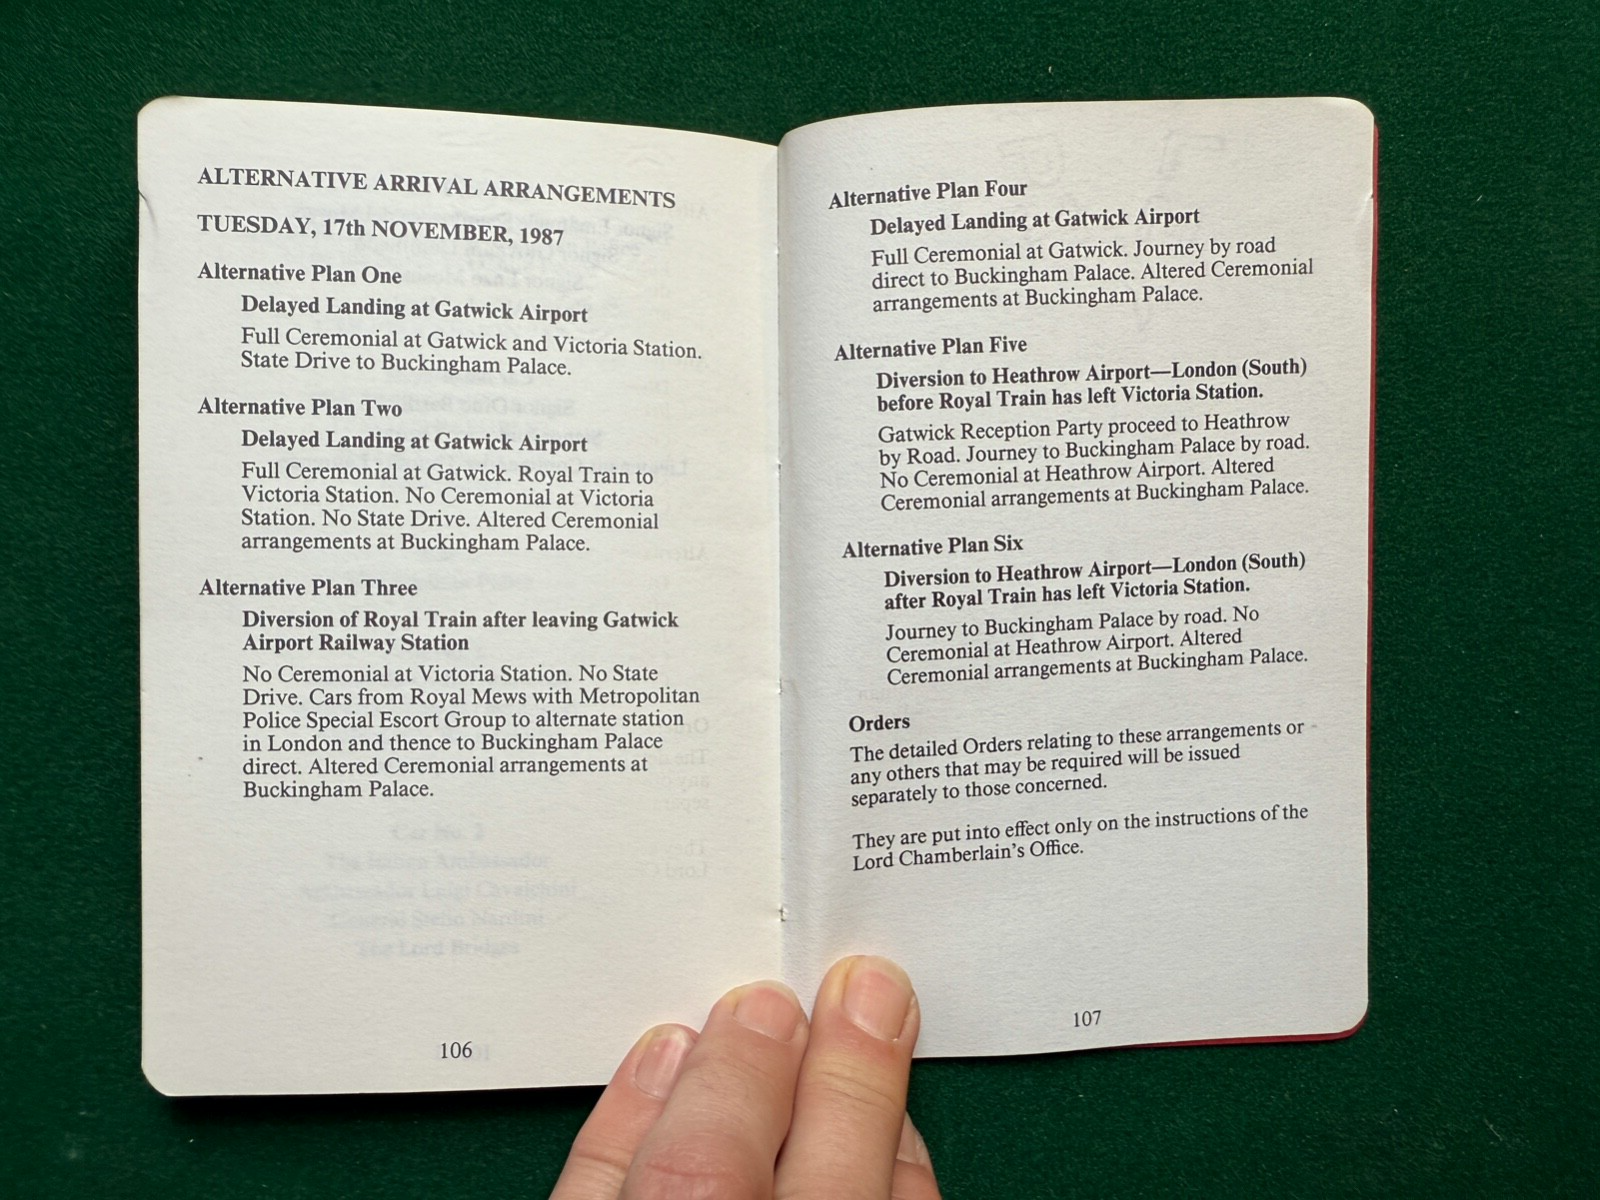 ALTERNATIVE ARRIVAL ARRANGEMENTS
TUESDAY, 17th NOVEMBER, 1987
Alternative Plan One
Delayed Landing at Gatwick Airport
Full Ceremonial at Gatwick and Victoria Station.
State Drive to Buckingham Palace.
Alternative Plan Two
Delayed Landing at Gatwick Airport
Full Ceremonial at Gatwick. Royal Train to
Victoria Station. No Ceremonial at Victoria
Station. No State Drive. Altered Ceremonial
arrangements at Buckingham Palace.
Alternative Plan Three
Diversion of Royal Train after leaving Gatwick
Airport Railway Station
No Ceremonial at Victoria Station. No State
Drive. Cars from Royal Mews with Metropolitan
Police Special Escort Group to alternate station
in London and thence to Buckingham Palace
direct. Altered Ceremonial arrangements at
Buckingham Palace.
106
Alternative Plan Four
Delayed Landing at Gatwick Airport
Full Ceremonial at Gatwick. Journey by road
direct to Buckingham Palace. Altered Ceremonial
arrangements at Buckingham Palace.
Alternative Plan Five
Diversion to Heathrow Airport—London (South)
before Royal Train has left Victoria Station.
Gatwick Reception Party proceed to Heathrow
by Road. Journey to Buckingham Palace by road.
No Ceremonial at Heathrow Airport. Altered
Ceremonial arrangements at Buckingham Palace.
Alternative Plan Six
Diversion to Heathrow Airport—London (South)
after Royal Train has left Victoria Station.
Journey to Buckingham Palace by road. No
Ceremonial at Heathrow Airport. Altered
Ceremonial arrangements at Buckingham Palace.
Orders
The detailed Orders relating to these arrangements or
any others that may be required will be issued
separately to those concerned.
They are put into effect only on the instructions of the
Lord Chamberlain's Office.
107